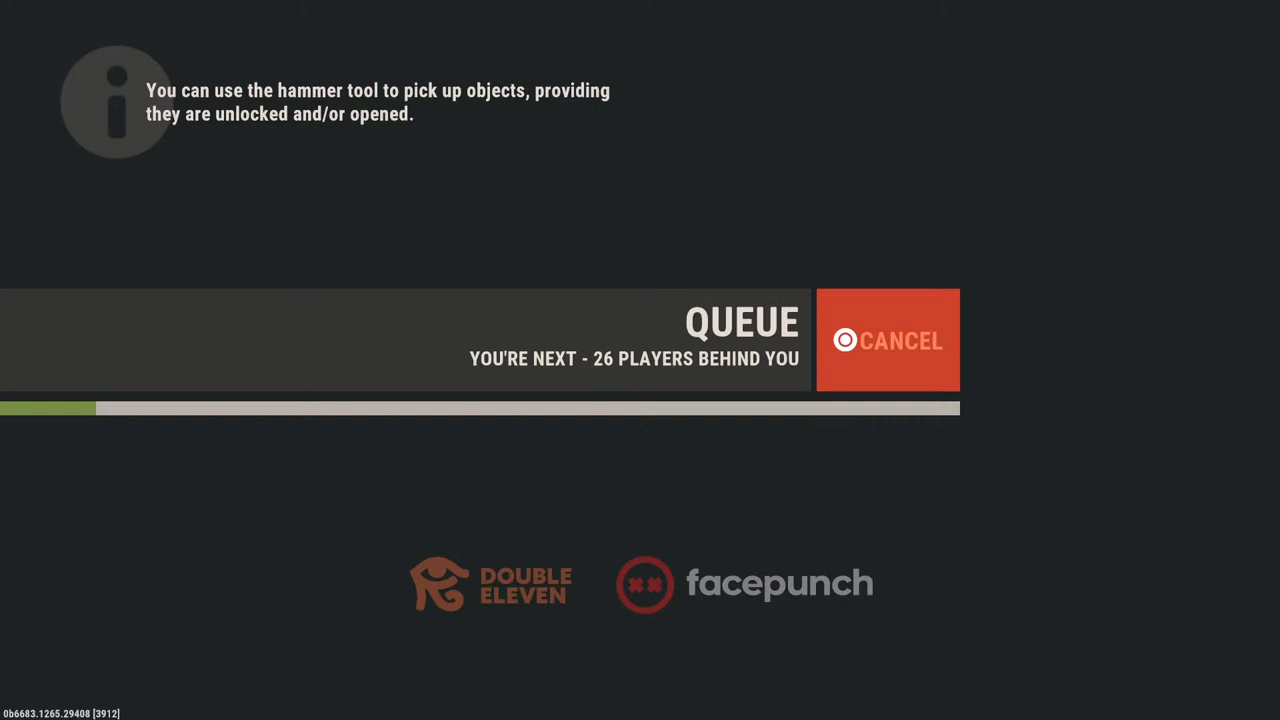 You can use the hammer tool to pick up objects, providing
they are unlocked and/or opened.
QUEUE
YOU'RE NEXT - 26 PLAYERS BEHIND YOU
CANCEL
DOUBLE
ELEVEN
facepunch
0b6683.1265.29408 [3912]